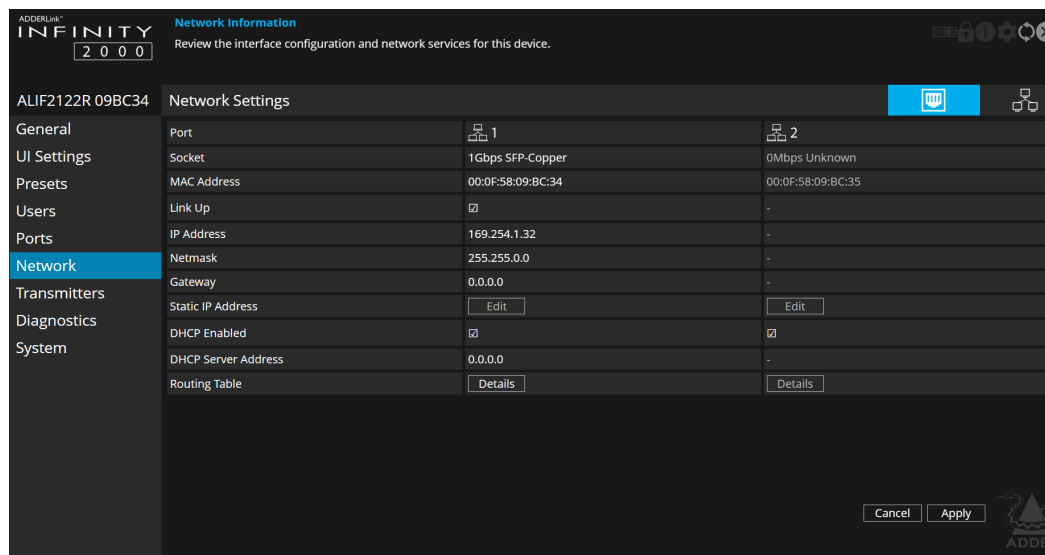 ADDERLink™
INFINITY
2000
Network Information
Review the interface configuration and network services for this device.
ALIF2122R 09BC34
Network Settings
General
UI Settings
Presets
Users
Ports
Network
Transmitters
Diagnostics
System
Port 1 2
Socket 1Gbps SFP-Copper 0Mbps Unknown
MAC Address 00:0F:58:09:BC:34 00:0F:58:09:BC:35
Link Up ☑ -
IP Address 169.254.1.32 -
Netmask 255.255.0.0 -
Gateway 0.0.0.0 -
Static IP Address Edit Edit
DHCP Enabled ☑ ☑
DHCP Server Address 0.0.0.0 -
Routing Table Details Details
Cancel Apply